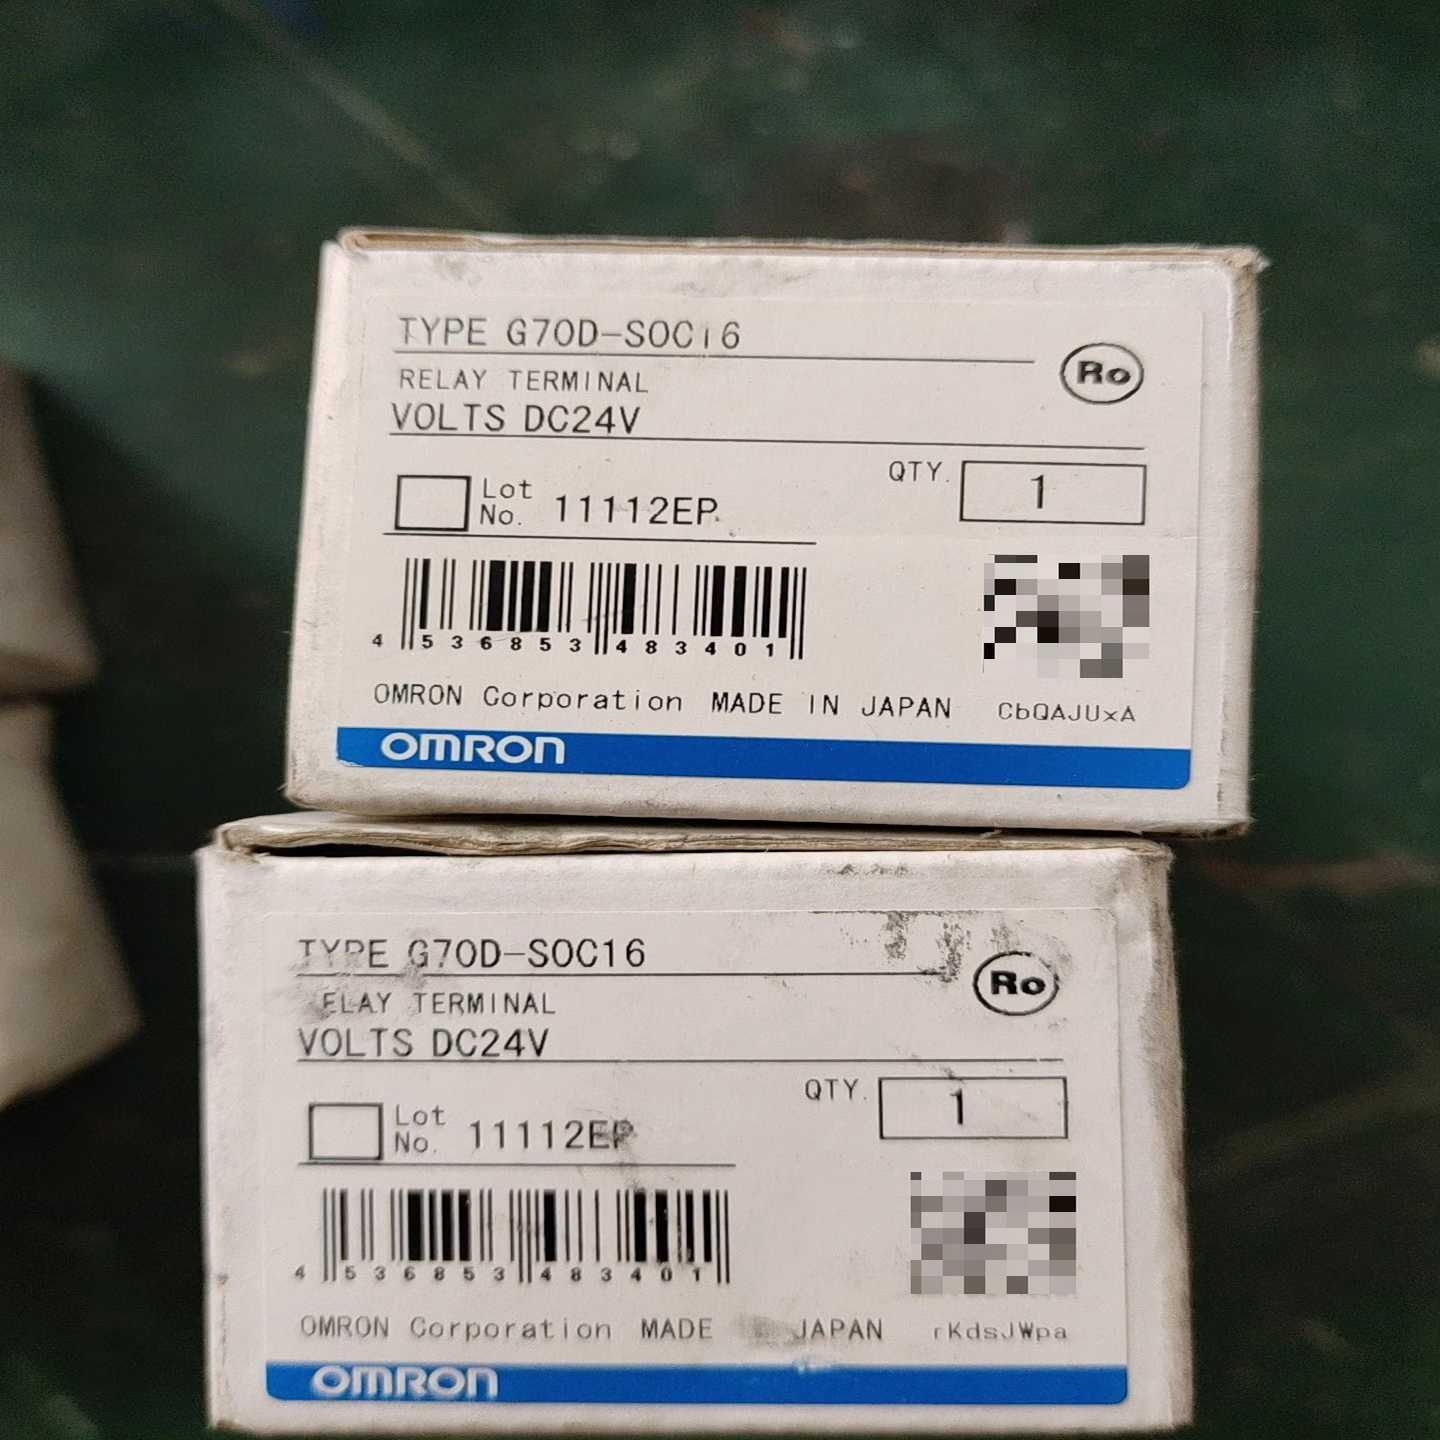 TYPE G70D-SOC16
Ro
RELAY TERMINAL
VOLTS DC24V
QTY. 1
Lot No. 11112EP
4 536853 483401
OMRON Corporation MADE IN JAPAN CbQAJUxA
OMRON
TYPE G70D-SOC16
Ro
ELAY TERMINAL
VOLTS DC24V
QTY. 1
Lot No. 11112EP
4 536853 483401
OMRON Corporation MADE JAPAN rKdsJWpa
OMRON